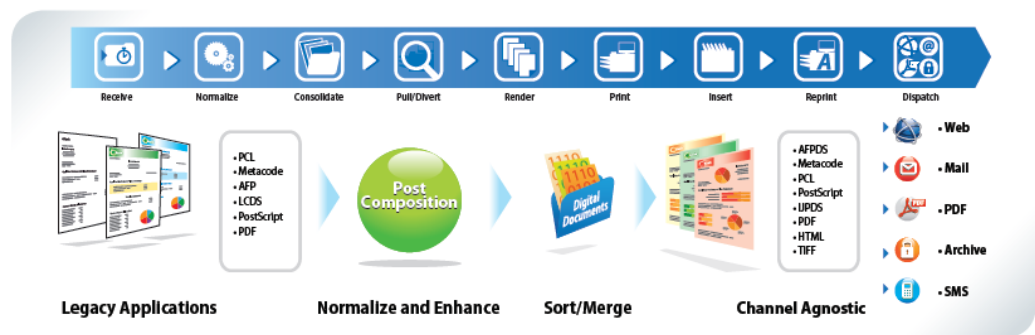 Receive
Normalize
Consolidate
Pull/Divert
Render
Print
Insert
Reprint
Dispatch
• PCL
• Metacode
• AFP
• LCDS
• PostScript
• PDF
Post
Composition
1110
Digital
Documents
• AFPDS
• Metacode
• PCL
• PostScript
• IJPDS
• PDF
• HTML
• TIFF
• Web
• Mail
PDF
• PDF
• Archive
• SMS
Legacy Applications
Normalize and Enhance
Sort/Merge
Channel Agnostic